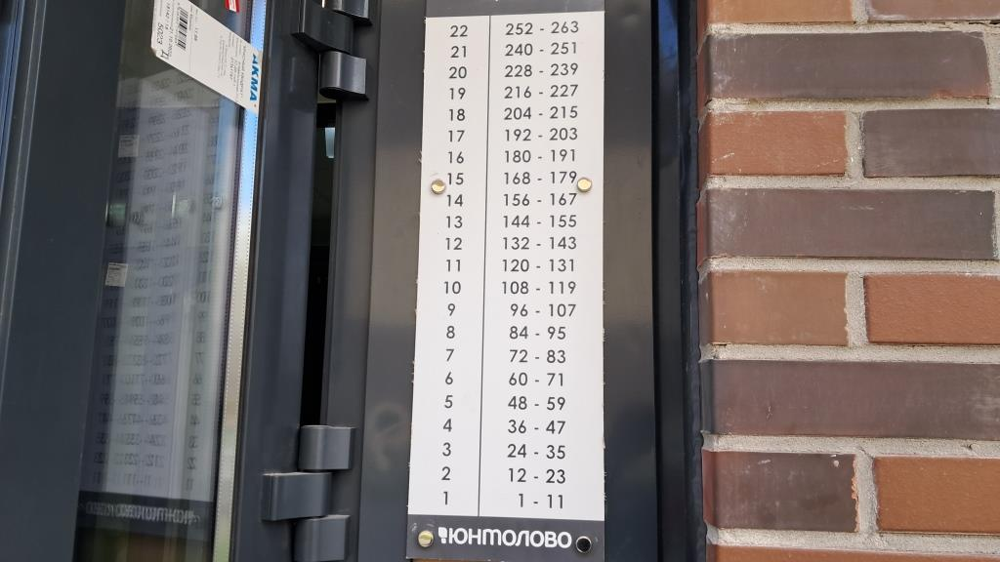 22 252 - 263
21 240 - 251
20 228 - 239
19 216 - 227
18 204 - 215
17 192 - 203
16 180 - 191
15 168 - 179
14 156 - 167
13 144 - 155
12 132 - 143
11 120 - 131
10 108 - 119
9 96 - 107
8 84 - 95
7 72 - 83
6 60 - 71
5 48 - 59
4 36 - 47
3 24 - 35
2 12 - 23
1 1 - 11
ЮНТОЛОВО
АКМА